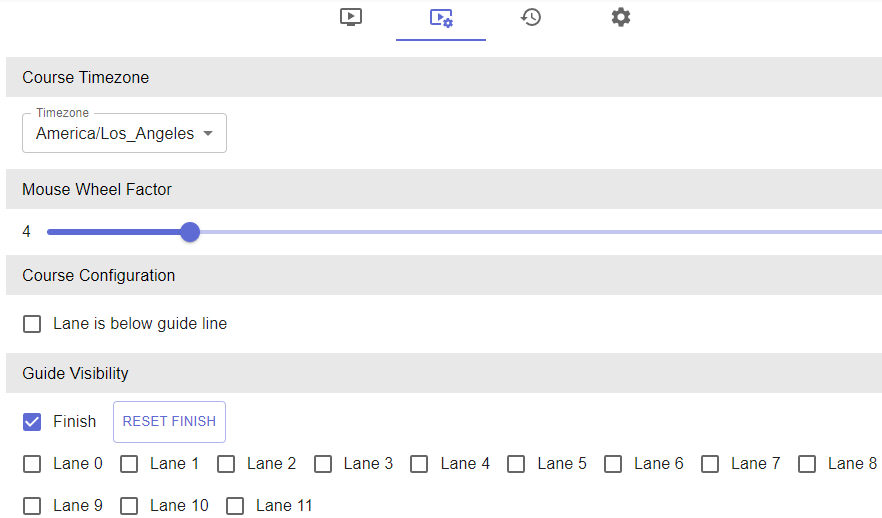 Course Timezone
Timezone
America/Los_Angeles
Mouse Wheel Factor
4
Course Configuration
Lane is below guide line
Guide Visibility
Finish RESET FINISH
Lane 0 Lane 1 Lane 2 Lane 3 Lane 4 Lane 5 Lane 6 Lane 7 Lane 8
Lane 9 Lane 10 Lane 11